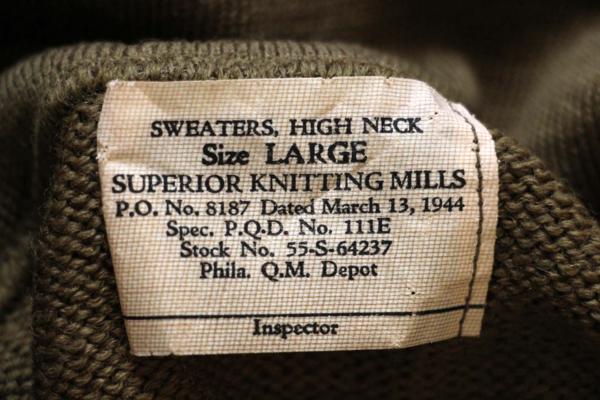 SWEATERS, HIGH NECK
Size LARGE
SUPERIOR KNITTING MILLS
P.O. No. 8187 Dated March 13, 1944
Spec. P.Q.D. No. 111E
Stock No. 55-S-64237
Phila. Q.M. Depot
Inspector